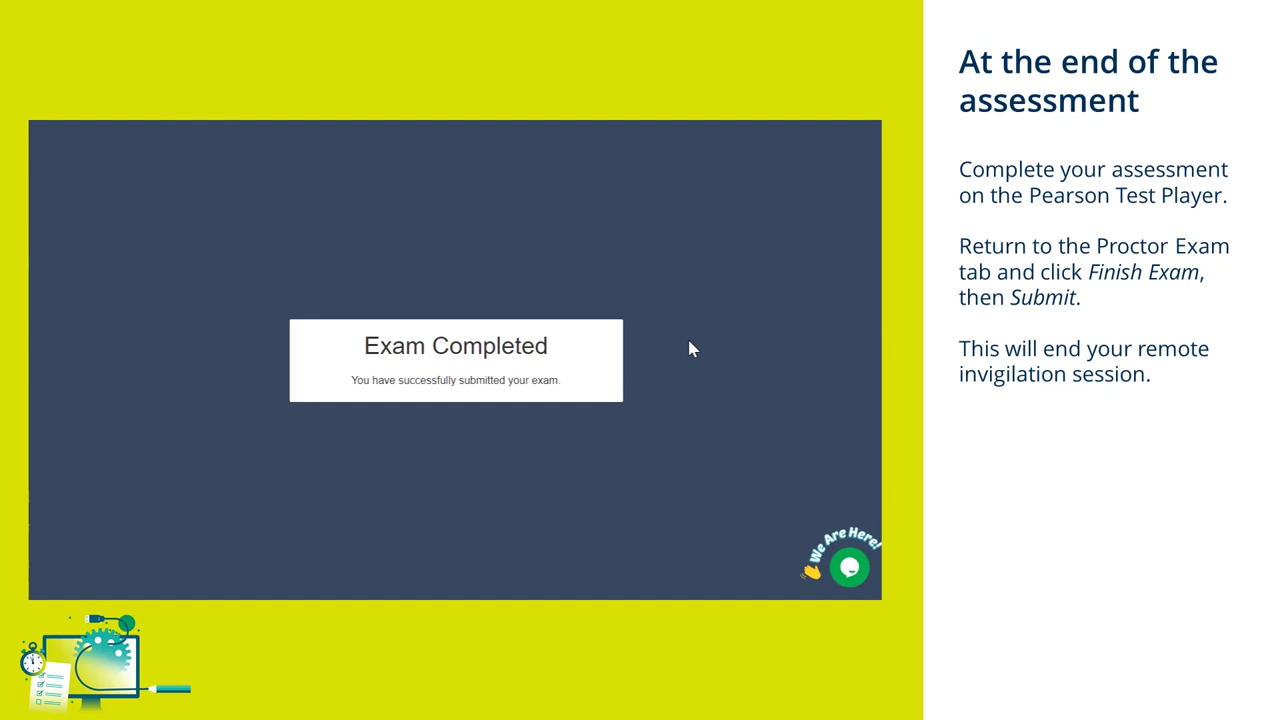 At the end of the
assessment
Complete your assessment
on the Pearson Test Player.
Return to the Proctor Exam
tab and click Finish Exam,
then Submit.
This will end your remote
invigilation session.
Exam Completed
You have successfully submitted your exam.
We Are Here!